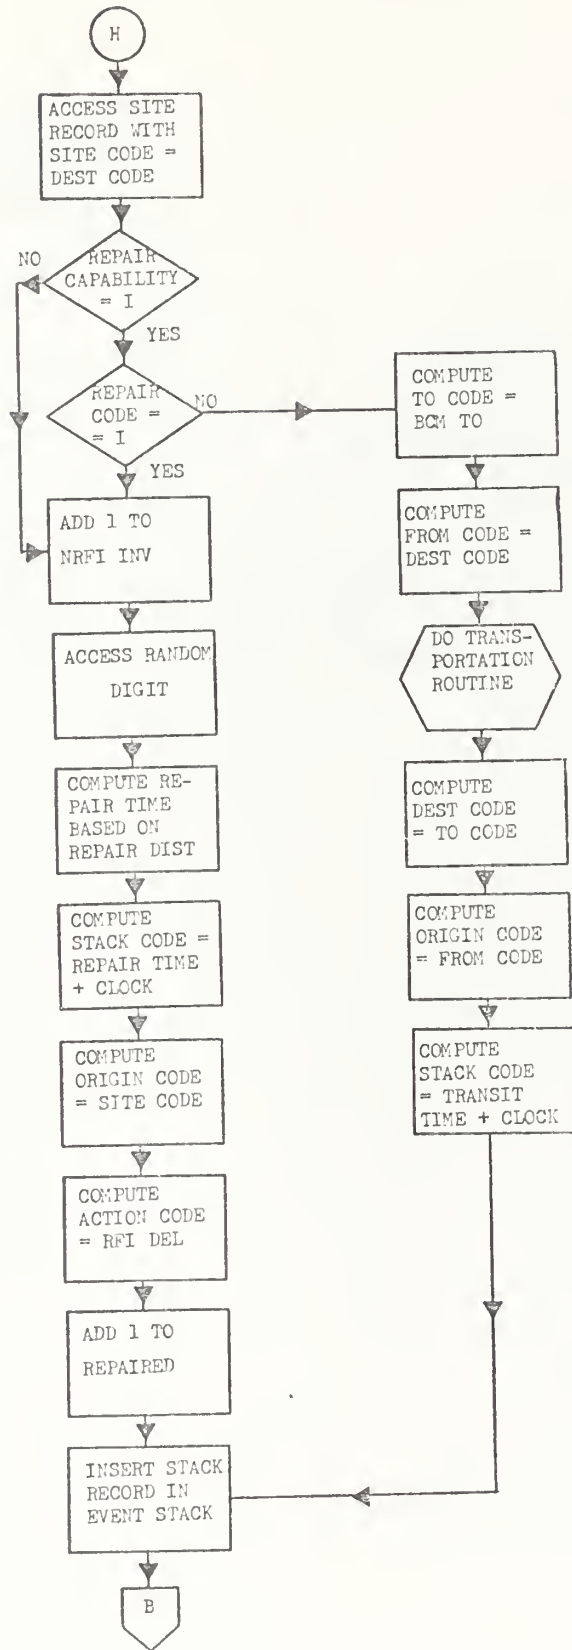 H
ACCESS SITE
RECORD WITH
SITE CODE =
DEST CODE
REPAIR
CAPABILITY
= I
NO
YES
REPAIR
CODE =
= I
NO
YES
ADD 1 TO
NRFI INV
ACCESS RANDOM
DIGIT
COMPUTE RE-
PAIR TIME
BASED ON
REPAIR DIST
COMPUTE
STACK CODE =
REPAIR TIME
+ CLOCK
COMPUTE
ORIGIN CODE
= SITE CODE
COMPUTE
ACTION CODE
= RFI DEL
ADD 1 TO
REPAIRED
INSERT STACK
RECORD IN
EVENT STACK
B
COMPUTE
TO CODE =
BCM TO
COMPUTE
FROM CODE =
DEST CODE
DO TRANS-
PORTATION
ROUTINE
COMPUTE
DEST CODE
= TO CODE
COMPUTE
ORIGIN CODE
= FROM CODE
COMPUTE
STACK CODE
= TRANSIT
TIME + CLOCK